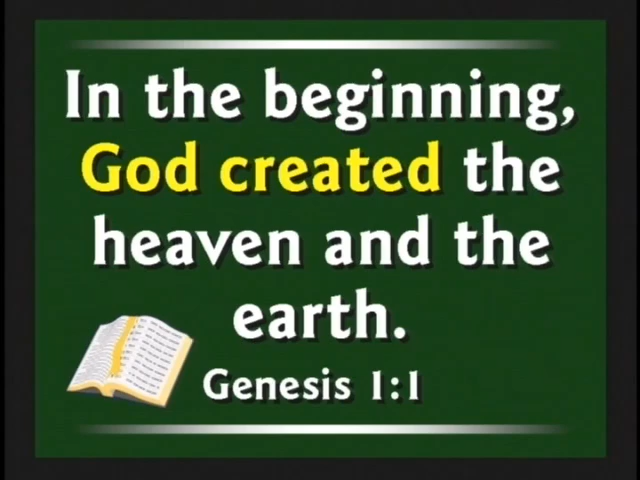 In the beginning,
God created the
heaven and the
earth.
Genesis 1:1